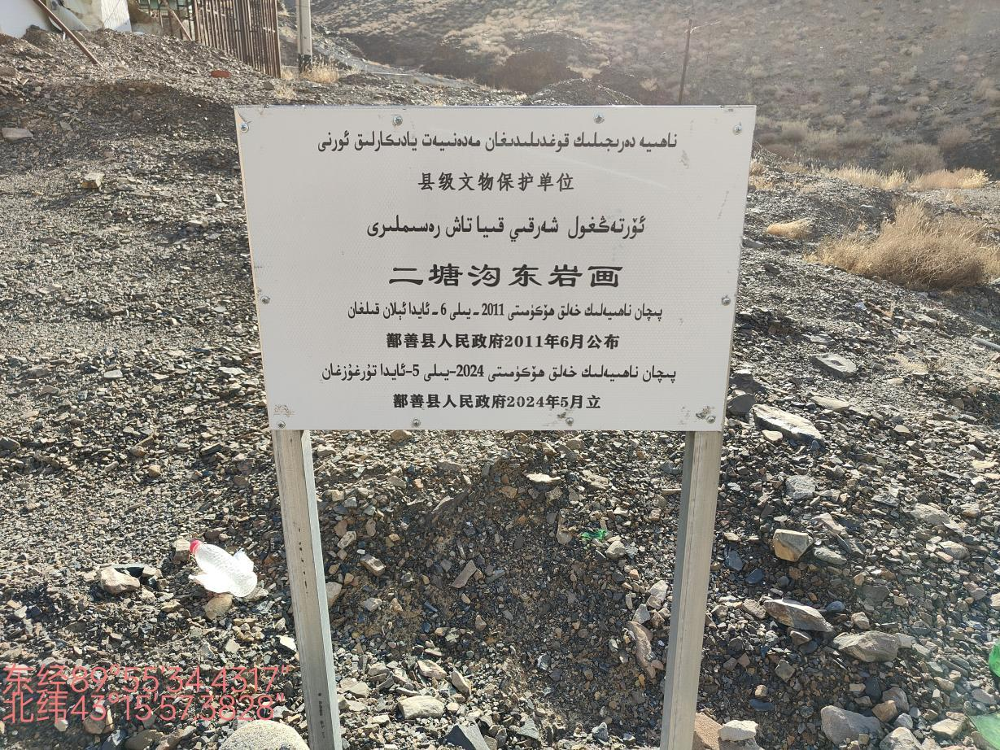 ناھىيە دەرىجىلىك قوغدىلىدىغان مەدەنىيەت يادىكارلىق ئورنى
县级文物保护单位
ئۆرتەڭغول شەرقىي قىيا تاش رەسىملىرى
二塘沟东岩画
پىچان ناھىيەلىك خەلق ھۆكۈمىتى 2011 ـ يىلى 6 ـ ئايدا ئېلان قىلغان
鄯善县人民政府2011年6月公布
پىچان ناھىيەلىك خەلق ھۆكۈمىتى 2024-يىلى 5-ئايدا تۇرغۇزغان
鄯善县人民政府2024年5月立
东经89°55'34.4317"
北纬43°15'57.3828"